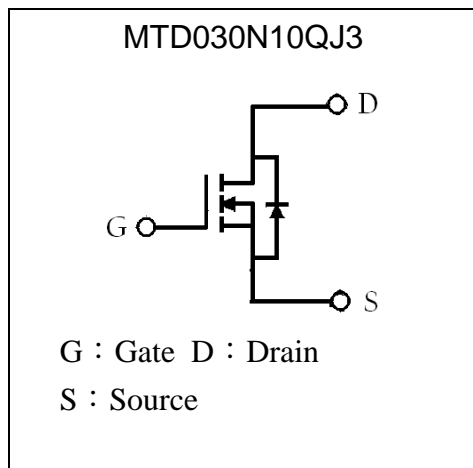 MTD030N10QJ3
D
G
S
G：Gate D：Drain
S：Source